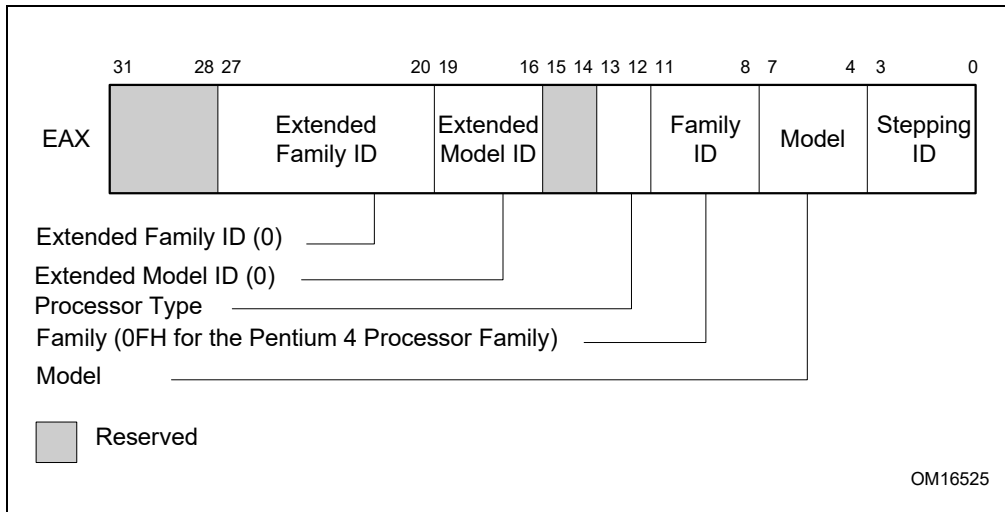 31 28 27 20 19 16 15 14 13 12 11 8 7 4 3 0
EAX
Extended
Family ID
Extended
Model ID
Family
ID
Model
Stepping
ID
Extended Family ID (0)
Extended Model ID (0)
Processor Type
Family (0FH for the Pentium 4 Processor Family)
Model
Reserved
OM16525